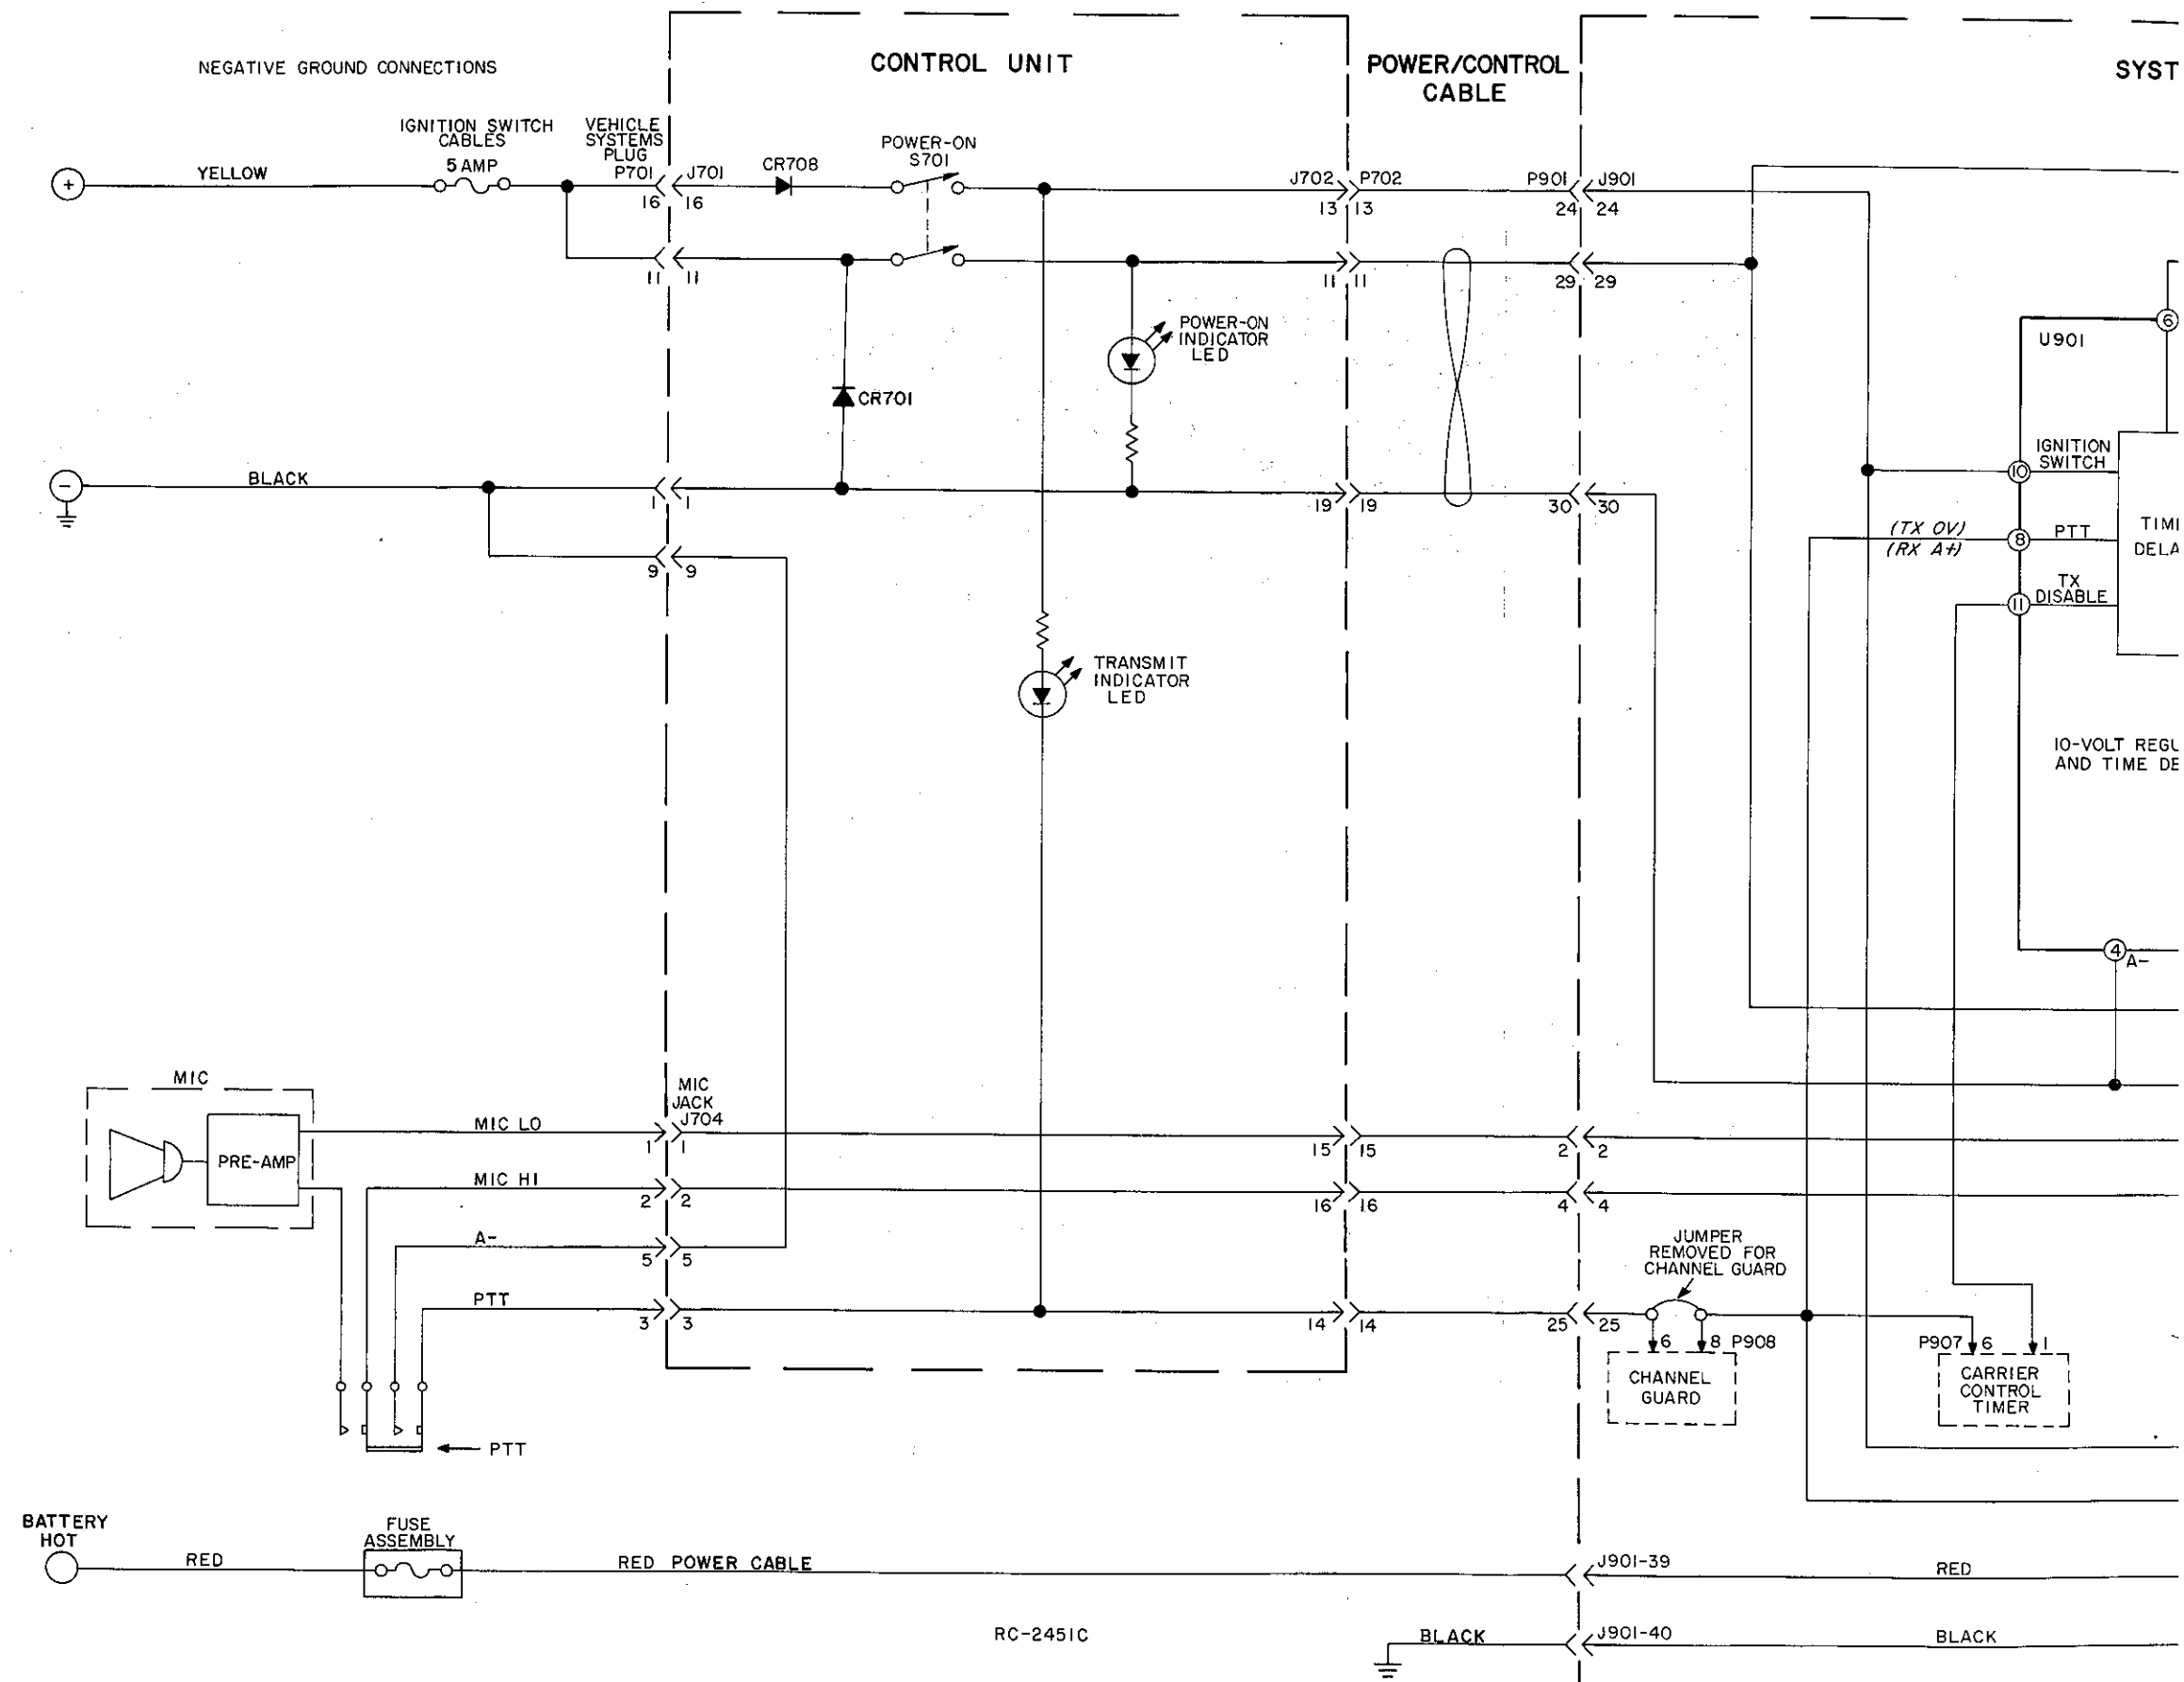 NEGATIVE GROUND CONNECTIONS
CONTROL UNIT
POWER/CONTROL
CABLE
SYST
IGNITION SWITCH
CABLES
5 AMP
VEHICLE
SYSTEMS
PLUG
P701
J701
16
16
CR708
POWER-ON
S701
J702
P702
13
13
P901
J901
24
24
+
YELLOW
11
11
11
11
29
29
POWER-ON
INDICATOR
LED
CR701
U901
6
IGNITION
SWITCH
10
-
BLACK
1
1
19
19
30
30
(TX OV)
(RX A+)
8
PTT
TIM
DELA
9
9
TX
DISABLE
11
TRANSMIT
INDICATOR
LED
10-VOLT REGU
AND TIME DE
4
A-
MIC
PRE-AMP
MIC
JACK
J704
MIC LO
1
1
15
15
2
2
MIC HI
2
2
16
16
4
4
A-
5
5
JUMPER
REMOVED FOR
CHANNEL GUARD
PTT
3
3
14
14
25
25
6
8
P908
P907
6
1
CHANNEL
GUARD
CARRIER
CONTROL
TIMER
PTT
BATTERY
HOT
RED
FUSE
ASSEMBLY
RED POWER CABLE
J901-39
RED
RC-2451C
BLACK
J901-40
BLACK